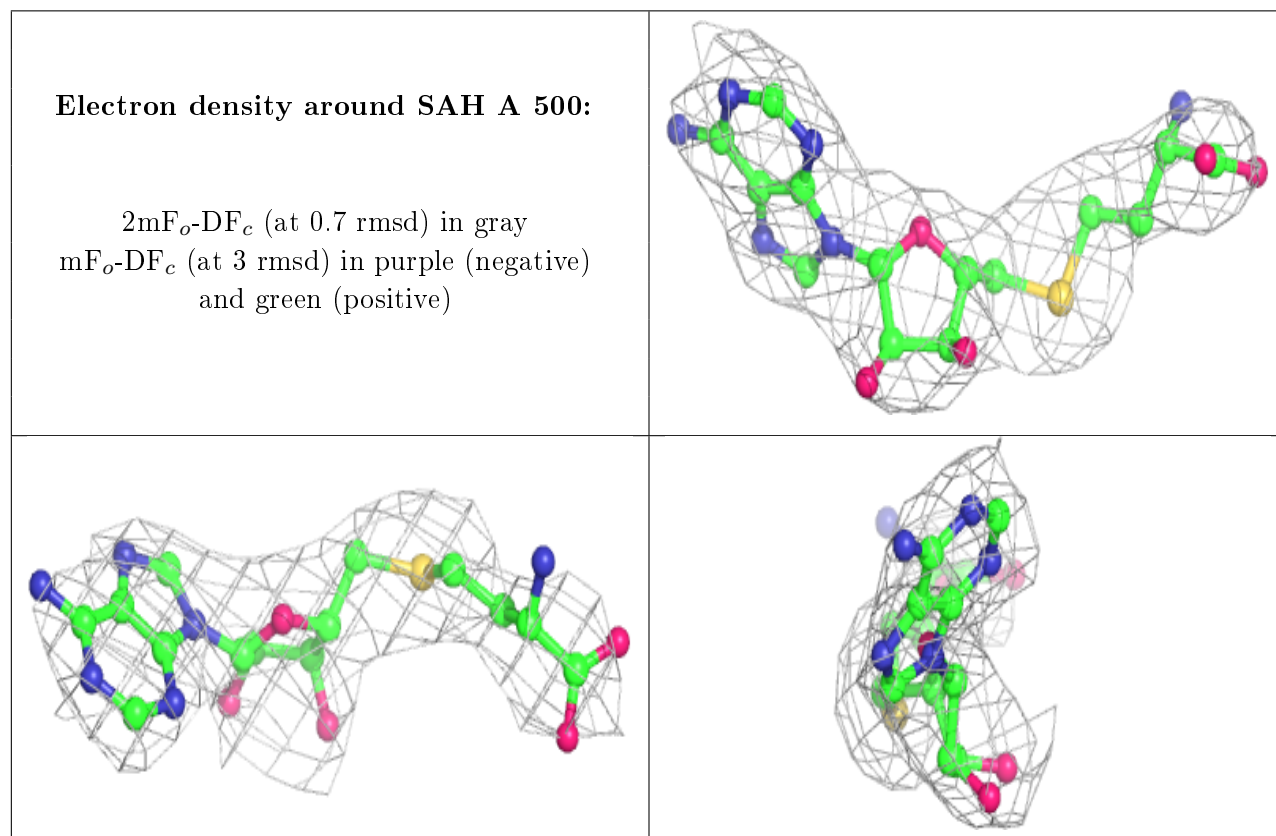 Electron density around SAH A 500:
2mFₒ-DF𝒸 (at 0.7 rmsd) in gray
mFₒ-DF𝒸 (at 3 rmsd) in purple (negative)
and green (positive)